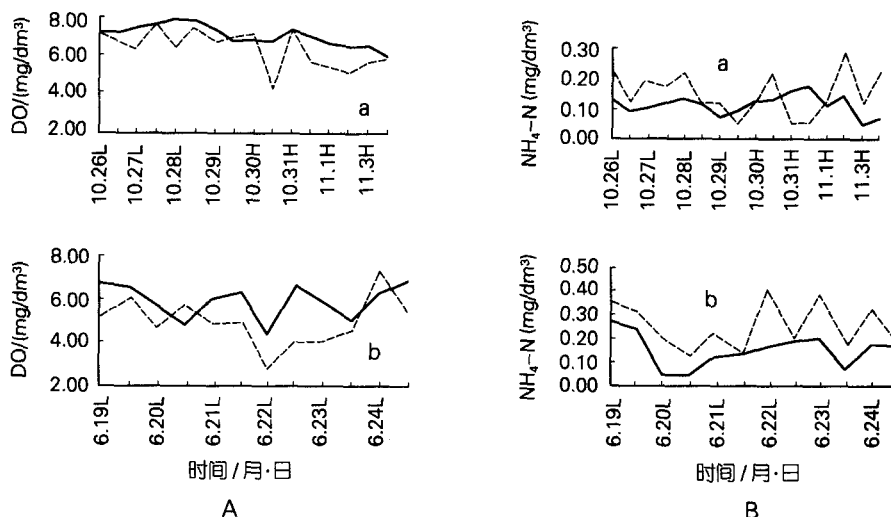 8.00
6.00
4.00
2.00
DO/(mg/dm³)
a
10.26L
10.27L
10.28L
10.29L
10.30H
10.31H
11.1H
11.3H
0.30
0.20
0.10
0.00
NH₄-N (mg/dm³)
a
10.26L
10.27L
10.28L
10.29L
10.30H
10.31H
11.1H
11.3H
8.00
6.00
4.00
2.00
DO/(mg/dm³)
b
6.19L
6.20L
6.21L
6.22L
6.23L
6.24L
时间/月·日
A
0.50
0.40
0.30
0.20
0.10
0.00
NH₄-N (mg/dm³)
b
6.19L
6.20L
6.21L
6.22L
6.23L
6.24L
时间/月·日
B